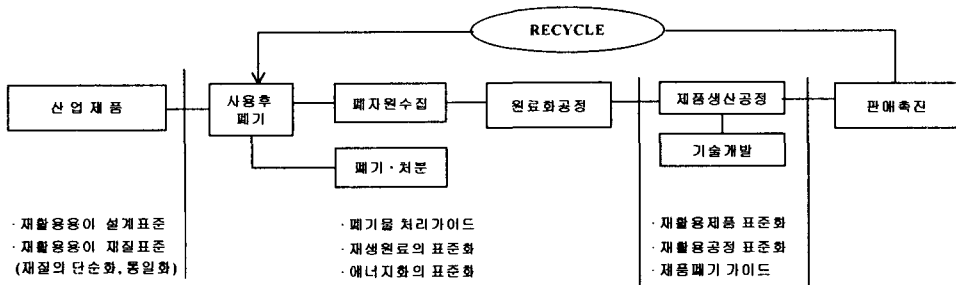 RECYCLE
산업제품
사용후
폐기
폐자원수집
원료화공정
제품생산공정
판매촉진
폐기·처분
기술개발
· 재활용용이 설계표준
· 재활용용이 재질표준
(재질의 단순화, 통일화)
· 폐기물 처리가이드
· 재생원료의 표준화
· 에너지화의 표준화
· 재활용제품 표준화
· 재활용공정 표준화
· 제품폐기 가이드